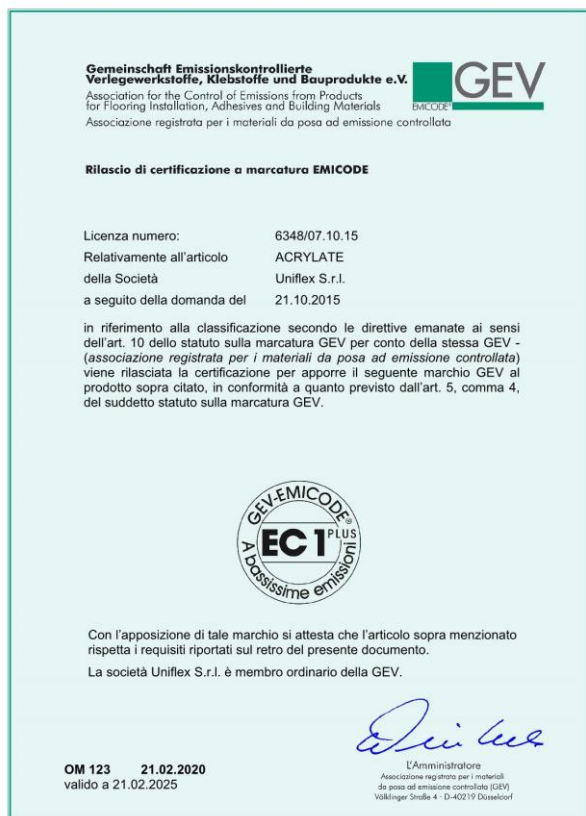 Gemeinschaft Emissionskontrollierte
Verlegewerkstoffe, Klebstoffe und Bauprodukte e.V.
Association for the Control of Emissions from Products
for Flooring Installation, Adhesives and Building Materials
Associazione registrata per i materiali da posa ad emissione controllata
EMICODE®
GEV
Rilascio di certificazione a marcatura EMICODE
Licenza numero: 6348/07.10.15
Relativamente all'articolo ACRYLATE
della Società Uniflex S.r.l.
a seguito della domanda del 21.10.2015
in riferimento alla classificazione secondo le direttive emanate ai sensi
dell'art. 10 dello statuto sulla marcatura GEV per conto della stessa GEV -
(associazione registrata per i materiali da posa ad emissione controllata)
viene rilasciata la certificazione per apporre il seguente marchio GEV al
prodotto sopra citato, in conformità a quanto previsto dall'art. 5, comma 4,
del suddetto statuto sulla marcatura GEV.
GEV-EMICODE®
EC 1 PLUS
A bassissime emissioni
Con l'apposizione di tale marchio si attesta che l'articolo sopra menzionato
rispetta i requisiti riportati sul retro del presente documento.
La società Uniflex S.r.l. è membro ordinario della GEV.
OM 123 21.02.2020
valido a 21.02.2025
L'Amministratore
Associazione registrata per i materiali
da posa ad emissione controllata (GEV)
Völklinger Straße 4 · D-40219 Düsseldorf